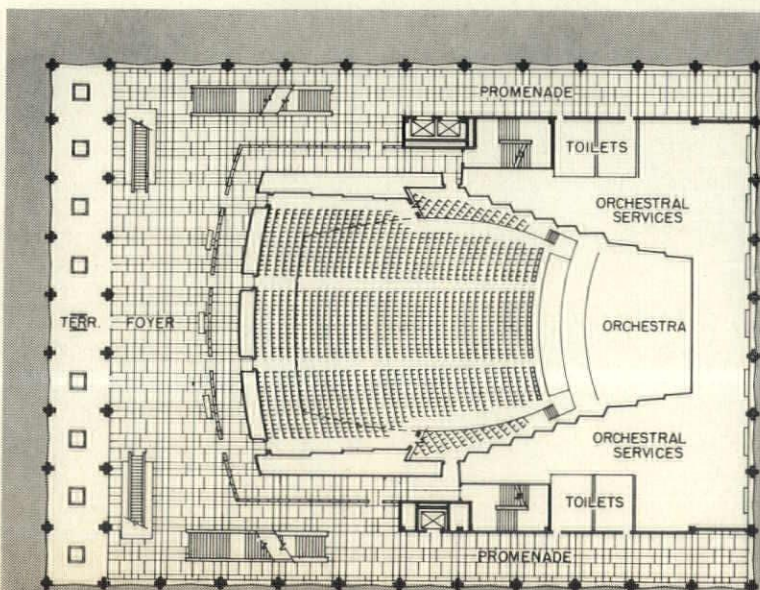 PROMENADE
TOILETS
ORCHESTRAL
SERVICES
TERR.
FOYER
ORCHESTRA
ORCHESTRAL
SERVICES
TOILETS
PROMENADE